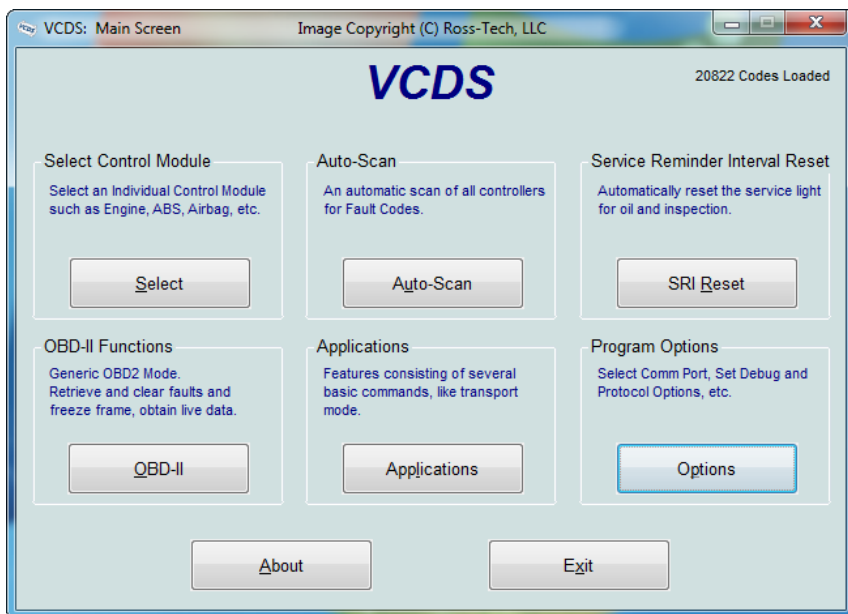 VCDS: Main Screen
Image Copyright (C) Ross-Tech, LLC
VCDS
20822 Codes Loaded
Select Control Module
Select an Individual Control Module
such as Engine, ABS, Airbag, etc.
Select
Auto-Scan
An automatic scan of all controllers
for Fault Codes.
Auto-Scan
Service Reminder Interval Reset
Automatically reset the service light
for oil and inspection.
SRI Reset
OBD-II Functions
Generic OBD2 Mode.
Retrieve and clear faults and
freeze frame, obtain live data.
OBD-II
Applications
Features consisting of several
basic commands, like transport
mode.
Applications
Program Options
Select Comm Port, Set Debug and
Protocol Options, etc.
Options
About
Exit